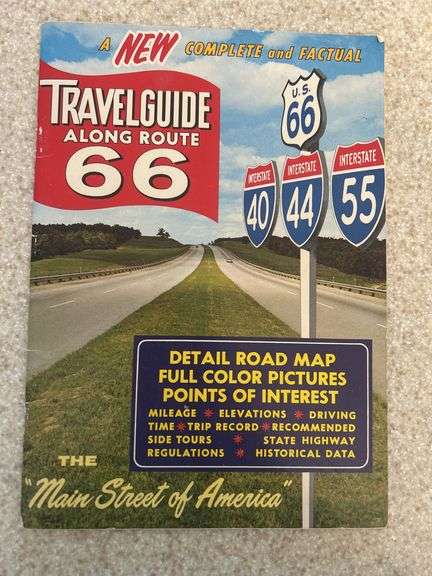 A NEW COMPLETE and FACTUAL
TRAVELGUIDE
ALONG ROUTE
66
U.S.
66
INTERSTATE
40
INTERSTATE
44
INTERSTATE
55
DETAIL ROAD MAP
FULL COLOR PICTURES
POINTS OF INTEREST
MILEAGE * ELEVATIONS * DRIVING
TIME * TRIP RECORD * RECOMMENDED
SIDE TOURS * STATE HIGHWAY
REGULATIONS * HISTORICAL DATA
THE
"Main Street of America"